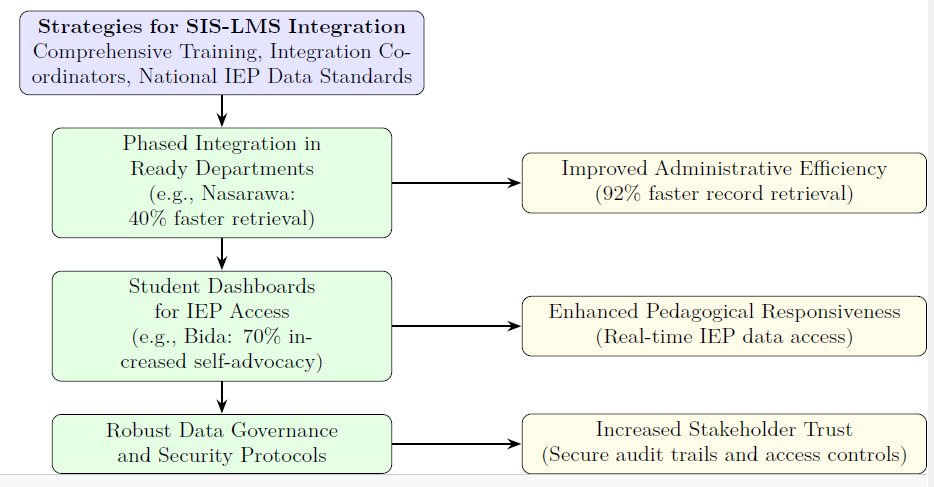 Strategies for SIS-LMS Integration
Comprehensive Training, Integration Co-
ordinators, National IEP Data Standards
Phased Integration in
Ready Departments
(e.g., Nasarawa:
40% faster retrieval)
Improved Administrative Efficiency
(92% faster record retrieval)
Student Dashboards
for IEP Access
(e.g., Bida: 70% in-
creased self-advocacy)
Enhanced Pedagogical Responsiveness
(Real-time IEP data access)
Robust Data Governance
and Security Protocols
Increased Stakeholder Trust
(Secure audit trails and access controls)